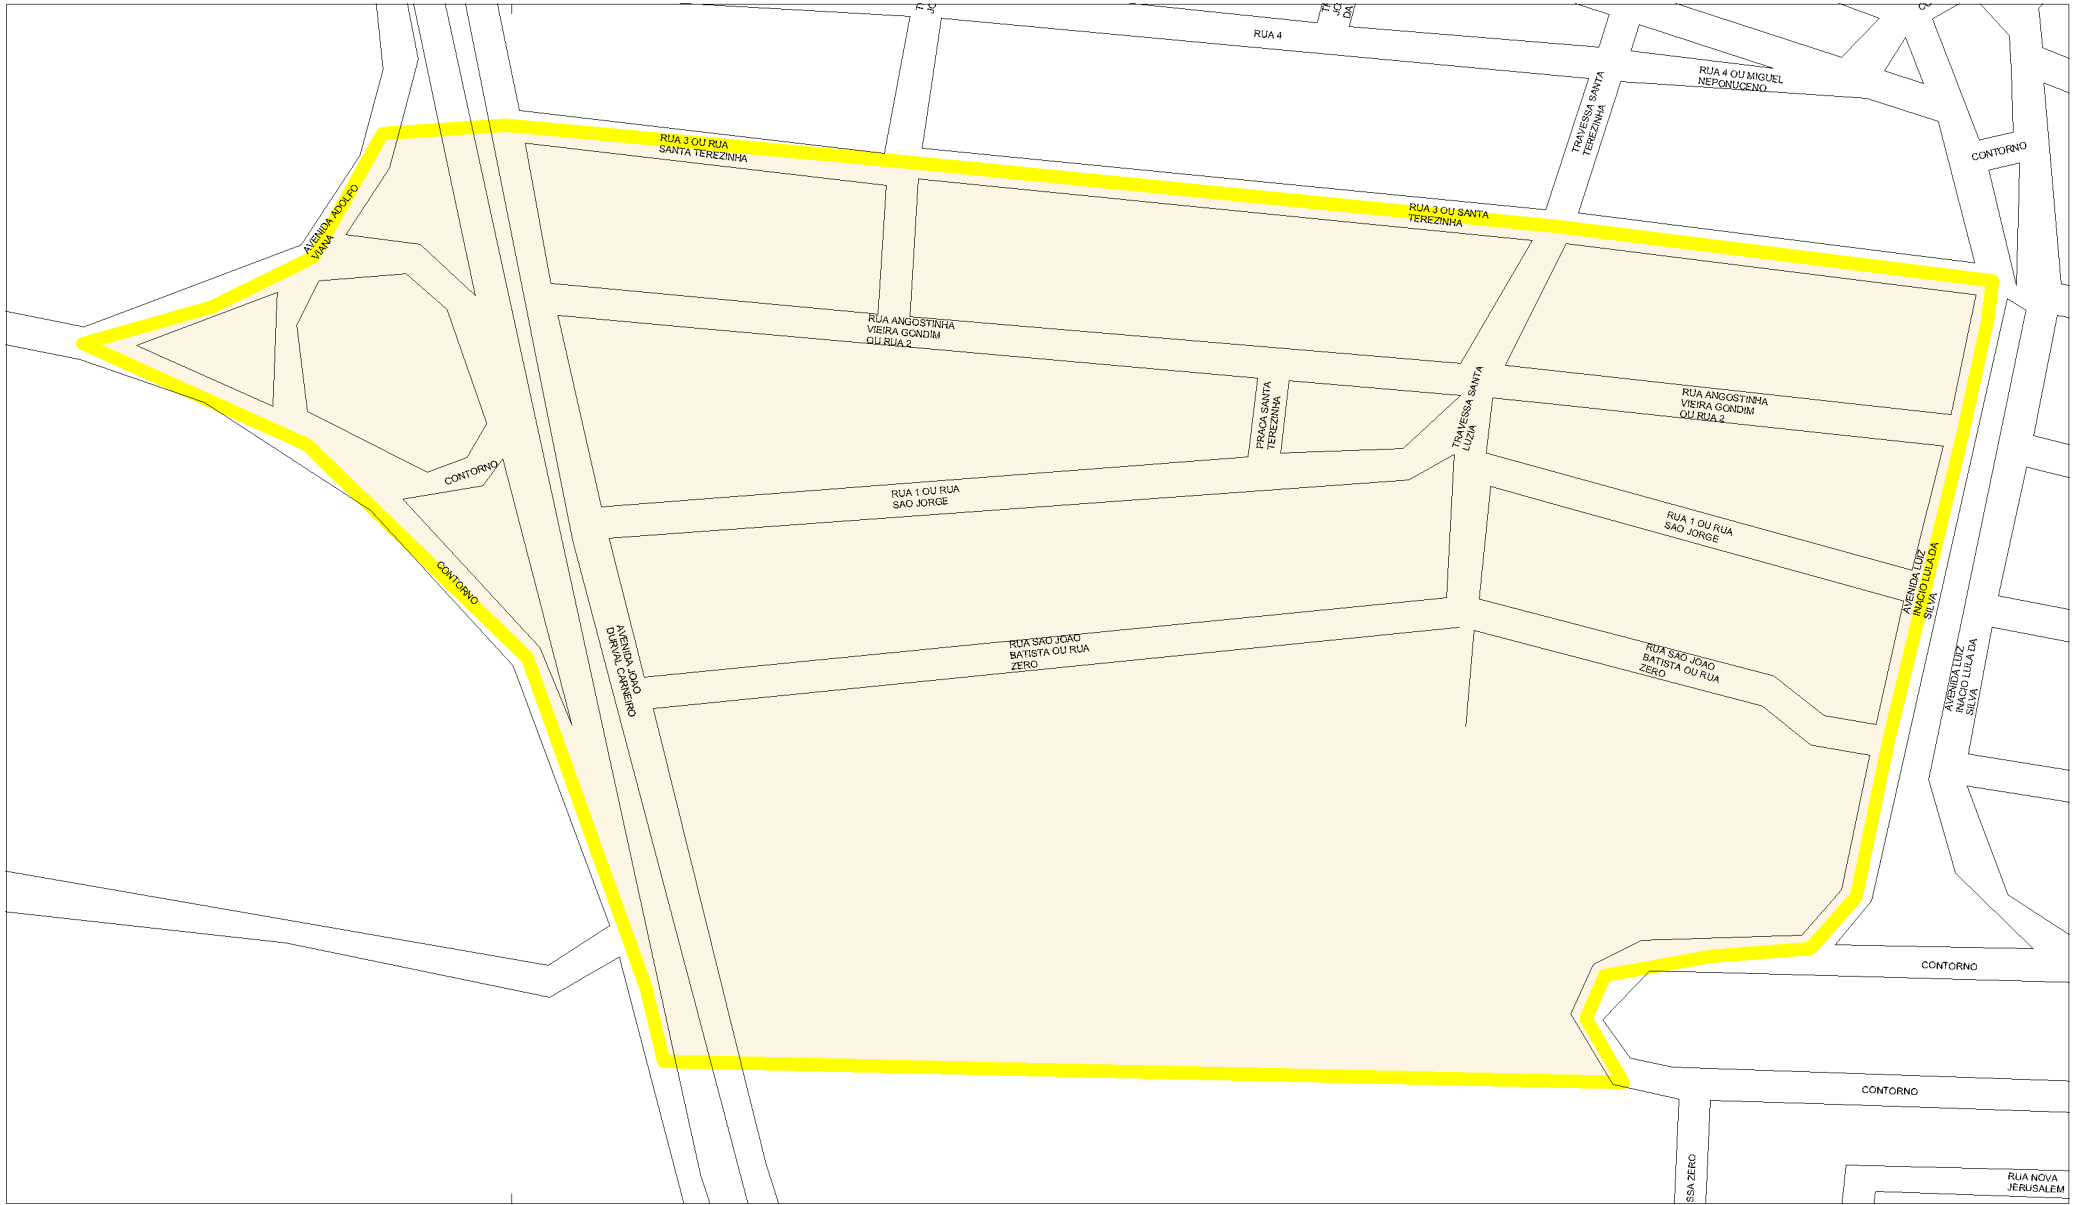 RUA 4
RUA 4 OU MIGUEL
NEPONUCENO
TRAVESSA SANTA
TEREZINHA
CONTORNO
RUA 3 OU RUA
SANTA TEREZINHA
AVENIDA ADOLFO
VIANA
RUA 3 OU SANTA
TEREZINHA
RUA ANGOSTINHA
VIEIRA GONDIM
OU RUA 2
PRACA SANTA
TEREZINHA
TRAVESSA SANTA
LUZIA
RUA ANGOSTINHA
VIEIRA GONDIM
OU RUA 2
CONTORNO
RUA 1 OU RUA
SAO JORGE
RUA 1 OU RUA
SAO JORGE
CONTORNO
AVENIDA LUIZ
INACIO LULA DA
SILVA
AVENIDA JOAO
DURVAL CARNEIRO
RUA SAO JOAO
BATISTA OU RUA
ZERO
RUA SAO JOAO
BATISTA OU RUA
ZERO
AVENIDA LUIZ
INACIO LULA DA
SILVA
CONTORNO
CONTORNO
SSA ZERO
RUA NOVA
JERUSALEM